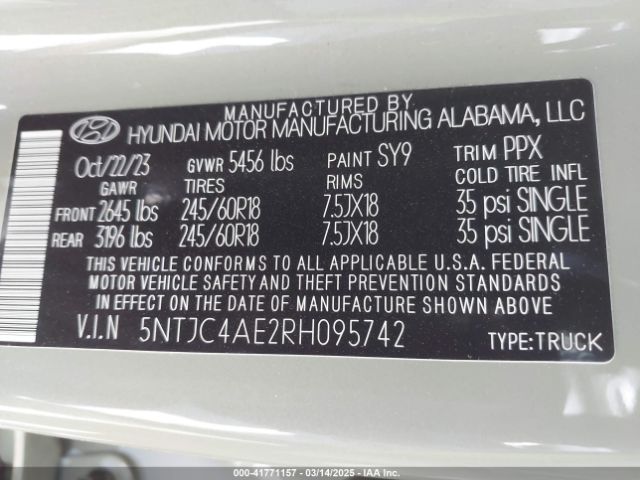 MANUFACTURED BY
HYUNDAI MOTOR MANUFACTURING ALABAMA, LLC
Oct/22/23 GVWR 5456 lbs PAINT SY9 TRIM PPX
GAWR TIRES RIMS COLD TIRE INFL
FRONT 2645 lbs 245/60R18 7.5JX18 35 psi SINGLE
REAR 3196 lbs 245/60R18 7.5JX18 35 psi SINGLE
THIS VEHICLE CONFORMS TO ALL APPLICABLE U.S.A. FEDERAL
MOTOR VEHICLE SAFETY AND THEFT PREVENTION STANDARDS
IN EFFECT ON THE DATE OF MANUFACTURE SHOWN ABOVE
V.I.N 5NTJC4AE2RH095742 TYPE:TRUCK
000-41771157 - 03/14/2025 - IAA Inc.